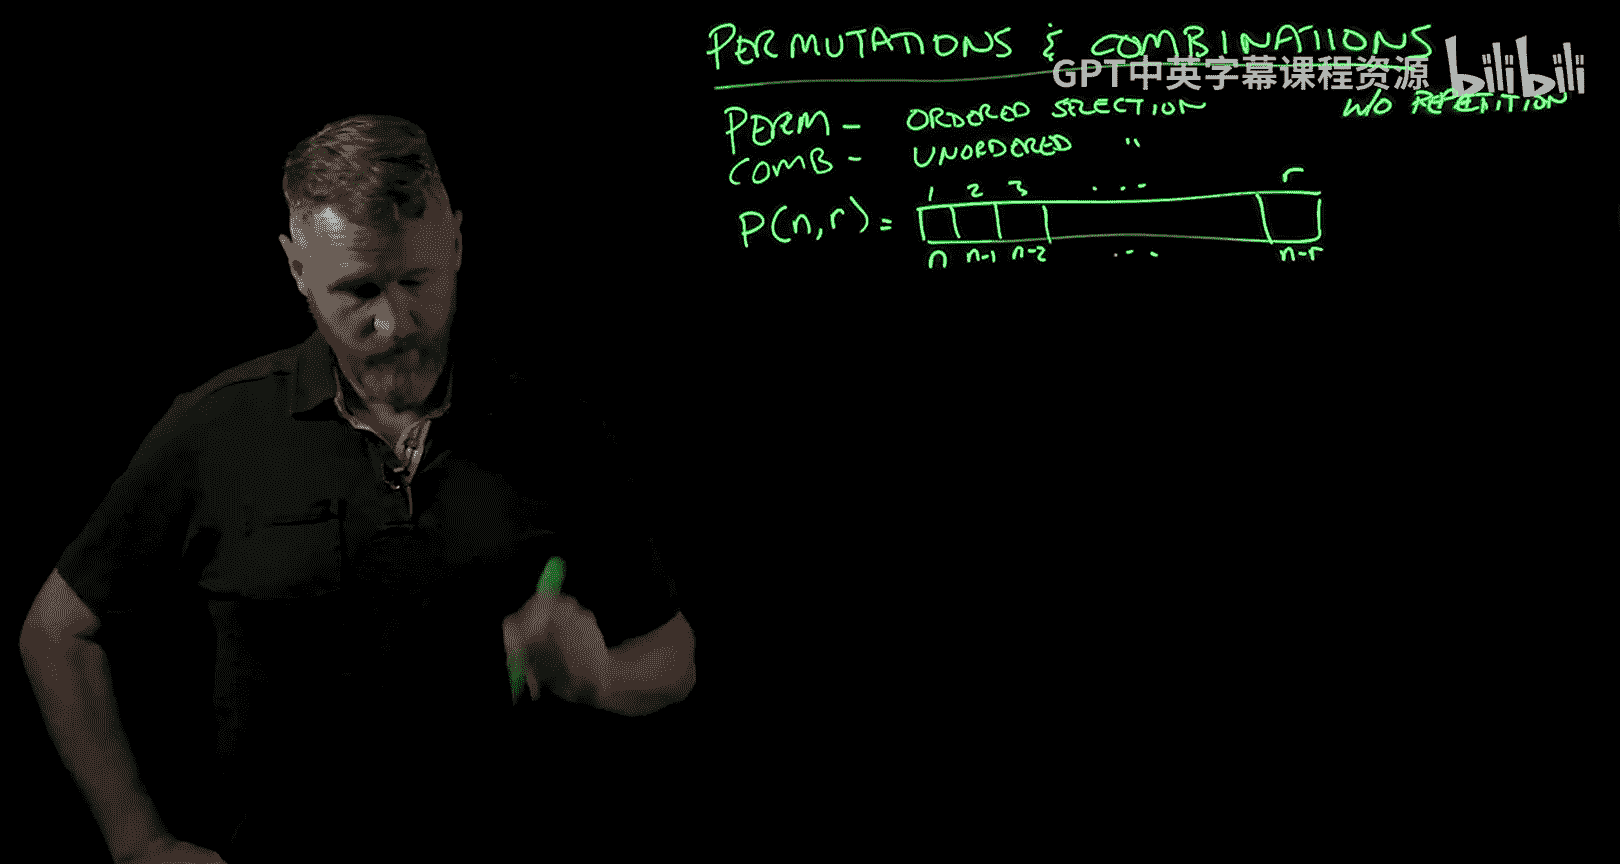 PERMUTATIONS & COMBINATIONS
GPT中英字幕课程资源 bilibili
PERM - ORDERED SELECTION W/O REPETITION
COMB - UNORDERED "
1 2 3 ... r
P(n,r) =
n n-1 n-2 ... n-r